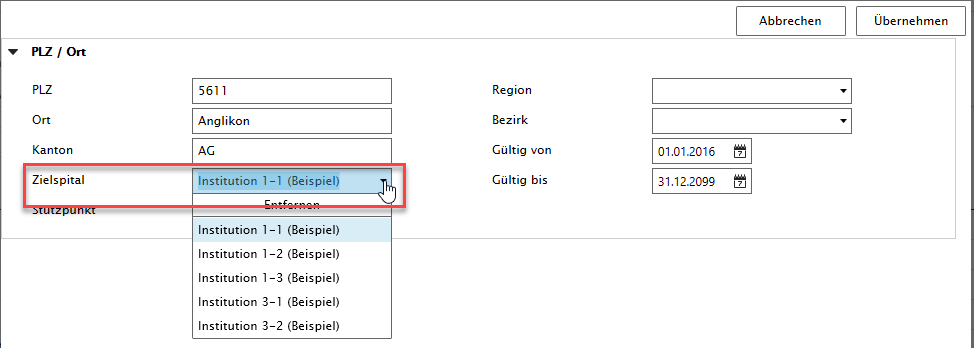 Abbrechen Übernehmen
PLZ / Ort
PLZ 5611 Region
Ort Anglikon Bezirk
Kanton AG Gültig von 01.01.2016
Zielspital Institution 1-1 (Beispiel) Gültig bis 31.12.2099
Stützpunkt Entfernen
Institution 1-1 (Beispiel)
Institution 1-2 (Beispiel)
Institution 1-3 (Beispiel)
Institution 3-1 (Beispiel)
Institution 3-2 (Beispiel)